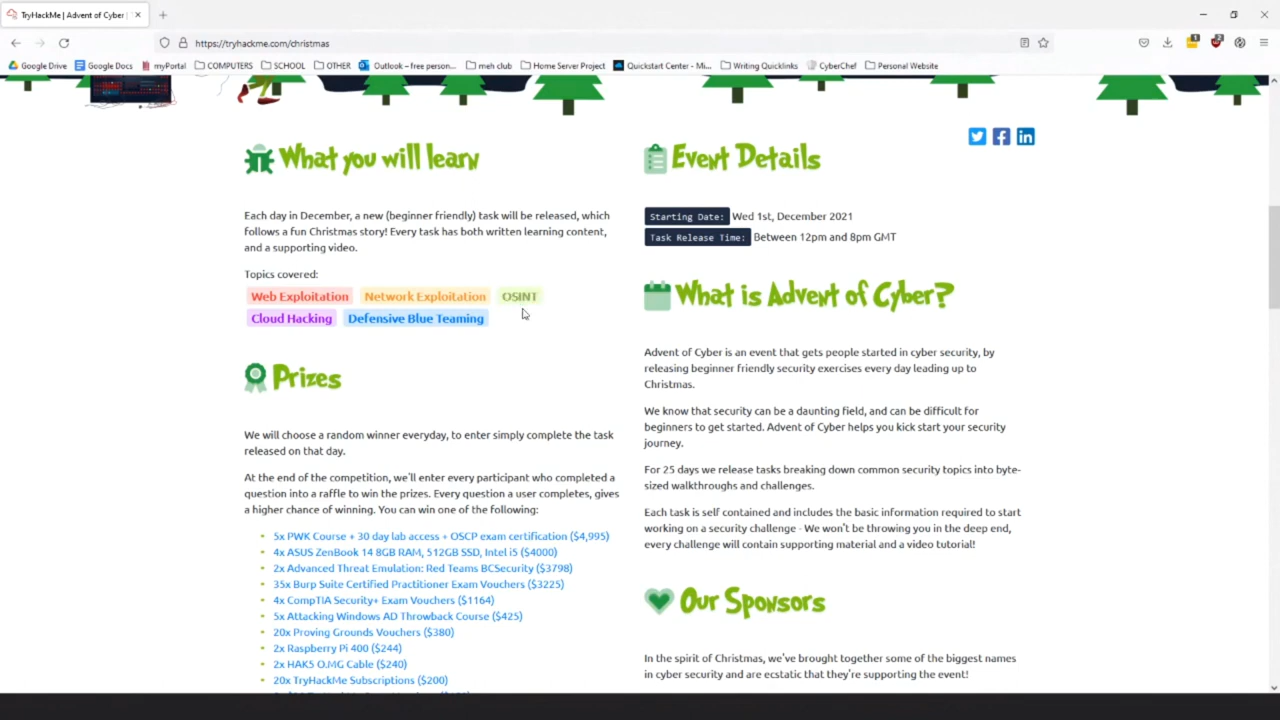 TryHackMe | Advent of Cyber
https://tryhackme.com/christmas
Google Drive Google Docs myPortal COMPUTERS SCHOOL OTHER Outlook – free person... meh club Home Server Project Quickstart Center - Mi... Writing Quicklinks CyberChef Personal Website
What you will learn
Each day in December, a new (beginner friendly) task will be released, which
follows a fun Christmas story! Every task has both written learning content,
and a supporting video.
Topics covered:
Web Exploitation Network Exploitation OSINT
Cloud Hacking Defensive Blue Teaming
Prizes
We will choose a random winner everyday, to enter simply complete the task
released on that day.
At the end of the competition, we'll enter every participant who completed a
question into a raffle to win the prizes. Every question a user completes, gives
a higher chance of winning. You can win one of the following:
5x PWK Course + 30 day lab access + OSCP exam certification ($4,995)
4x ASUS ZenBook 14 8GB RAM, 512GB SSD, Intel i5 ($4000)
2x Advanced Threat Emulation: Red Teams BCSecurity ($3798)
35x Burp Suite Certified Practitioner Exam Vouchers ($3225)
4x CompTIA Security+ Exam Vouchers ($1164)
5x Attacking Windows AD Throwback Course ($425)
20x Proving Grounds Vouchers ($380)
2x Raspberry Pi 400 ($244)
2x HAK5 O.MG Cable ($240)
20x TryHackMe Subscriptions ($200)
Event Details
Starting Date: Wed 1st, December 2021
Task Release Time: Between 12pm and 8pm GMT
What is Advent of Cyber?
Advent of Cyber is an event that gets people started in cyber security, by
releasing beginner friendly security exercises every day leading up to
Christmas.
We know that security can be a daunting field, and can be difficult for
beginners to get started. Advent of Cyber helps you kick start your security
journey.
For 25 days we release tasks breaking down common security topics into byte-
sized walkthroughs and challenges.
Each task is self contained and includes the basic information required to start
working on a security challenge - We won't be throwing you in the deep end,
every challenge will contain supporting material and a video tutorial!
Our Sponsors
In the spirit of Christmas, we've brought together some of the biggest names
in cyber security and are ecstatic that they're supporting the event!